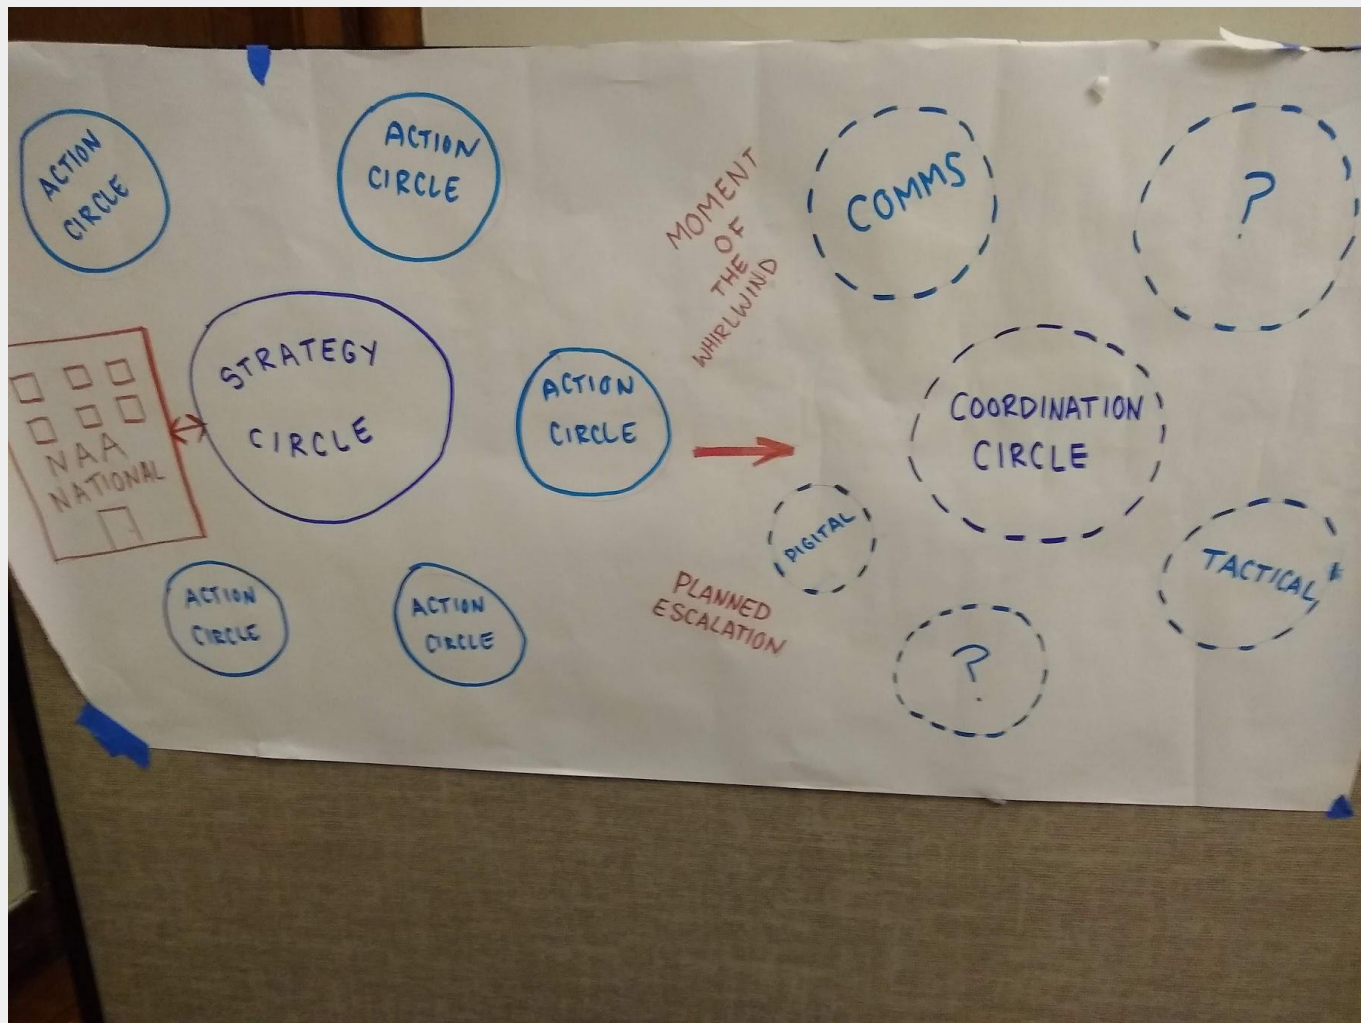 ACTION
CIRCLE
ACTION
CIRCLE
STRATEGY
CIRCLE
NAA
NATIONAL
ACTION
CIRCLE
ACTION
CIRCLE
ACTION
CIRCLE
MOMENT
OF
THE
WHIRLWIND
PLANNED
ESCALATION
COMMS
?
COORDINATION
CIRCLE
DIGITAL
TACTICAL
?